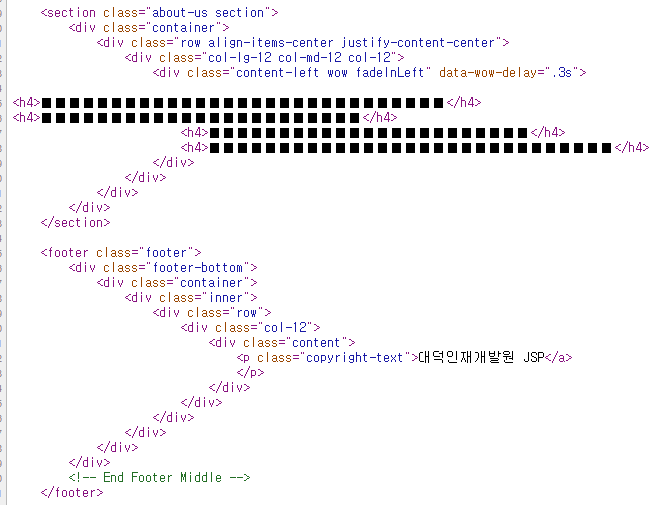 <section class="about-us section">
<div class="container">
<div class="row align-items-center justify-content-center">
<div class="col-lg-12 col-md-12 col-12">
<div class="content-left wow fadeInLeft" data-wow-delay=".3s">
<h4>■■■■■■■■■■■■■■■■■■■■■■■■■■■■■</h4>
<h4>■■■■■■■■■■■■■■■■■■■■■■■</h4>
<h4>■■■■■■■■■■■■■■■■■■■■■■■</h4>
<h4>■■■■■■■■■■■■■■■■■■■■■■■■■■■■■</h4>
</div>
</div>
</div>
</div>
</section>
<footer class="footer">
<div class="footer-bottom">
<div class="container">
<div class="inner">
<div class="row">
<div class="col-12">
<div class="content">
<p class="copyright-text">대덕인재개발원 JSP</a>
</p>
</div>
</div>
</div>
</div>
</div>
</div>
<!-- End Footer Middle -->
</footer>